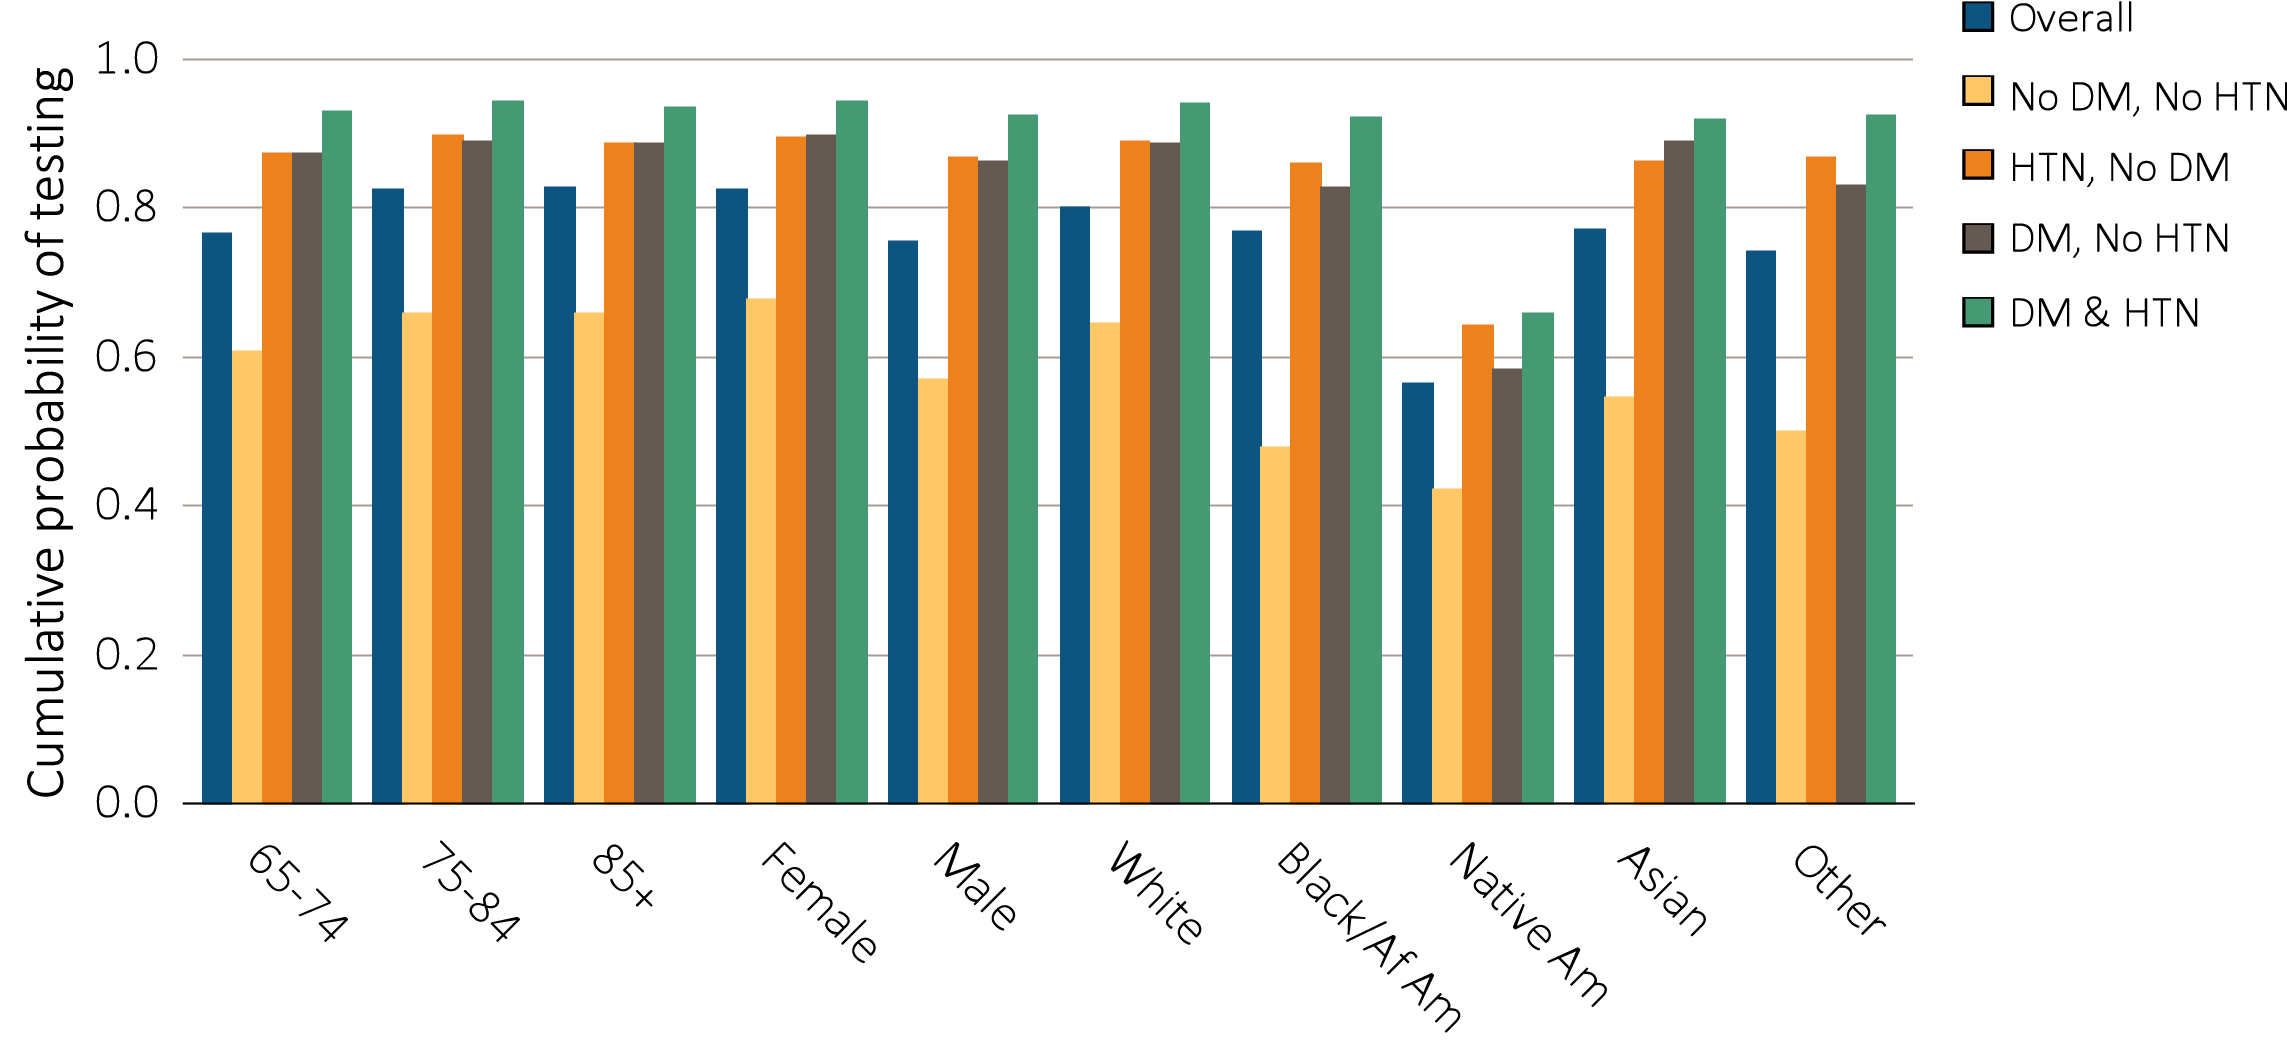 Cumulative probability of testing
1.0
0.8
0.6
0.4
0.2
0.0
65-74
75-84
85+
Female
Male
White
Black/Af Am
Native Am
Asian
Other
Overall
No DM, No HTN
HTN, No DM
DM, No HTN
DM & HTN